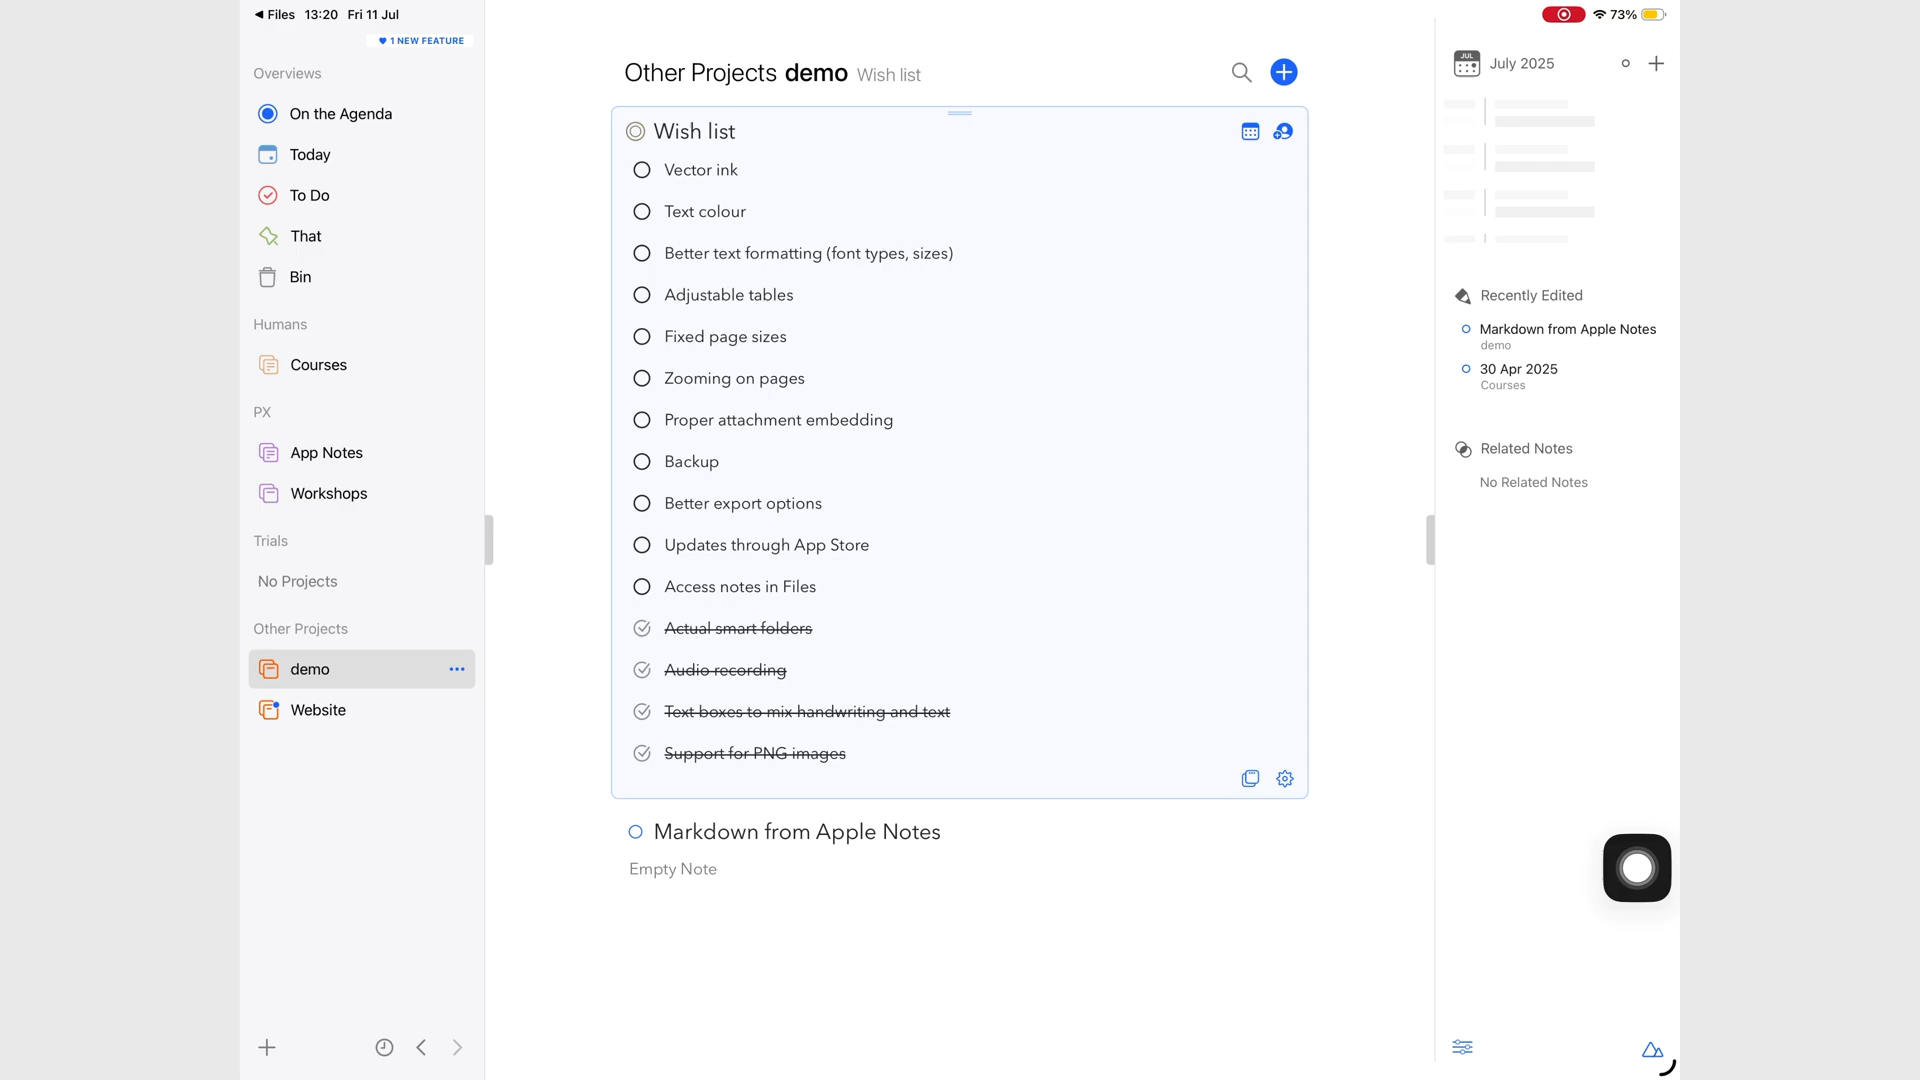 Files 13:20 Fri 11 Jul
73%
1 NEW FEATURE
Overviews
On the Agenda
Today
To Do
That
Bin
Humans
Courses
PX
App Notes
Workshops
Trials
No Projects
Other Projects
demo
Website
Other Projects demo Wish list
Wish list
Vector ink
Text colour
Better text formatting (font types, sizes)
Adjustable tables
Fixed page sizes
Zooming on pages
Proper attachment embedding
Backup
Better export options
Updates through App Store
Access notes in Files
Actual smart folders
Audio recording
Text boxes to mix handwriting and text
Support for PNG images
Markdown from Apple Notes
Empty Note
JUL
July 2025
Recently Edited
Markdown from Apple Notes
demo
30 Apr 2025
Courses
Related Notes
No Related Notes